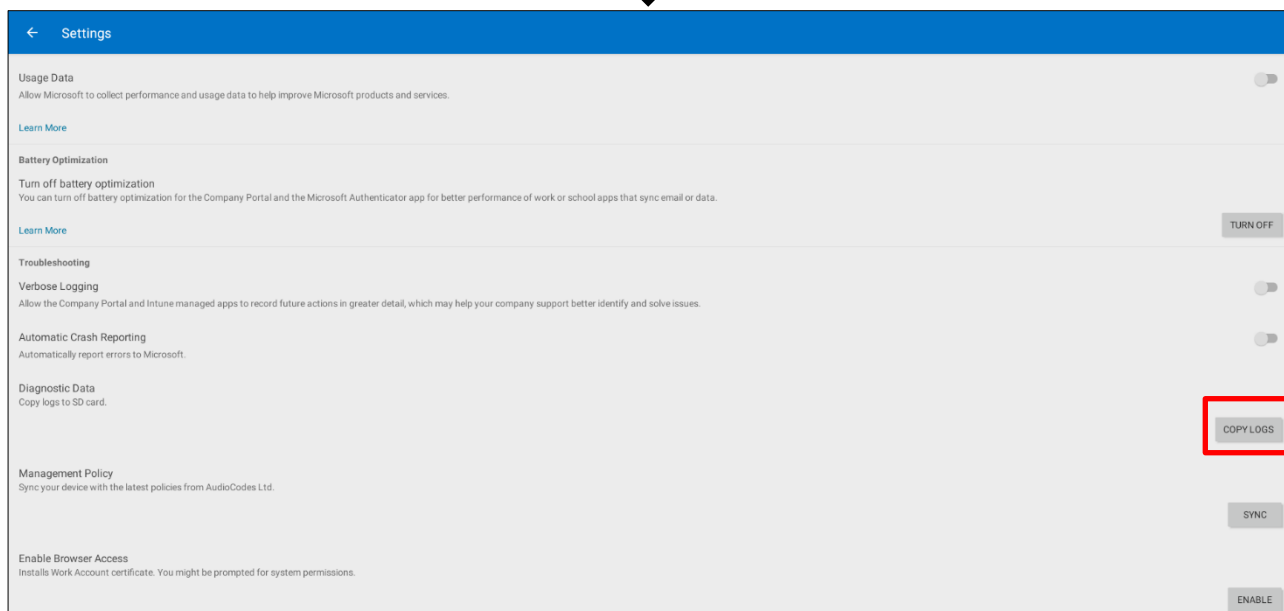 Settings
Usage Data
Allow Microsoft to collect performance and usage data to help improve Microsoft products and services.
Learn More
Battery Optimization
Turn off battery optimization
You can turn off battery optimization for the Company Portal and the Microsoft Authenticator app for better performance of work or school apps that sync email or data.
Learn More
TURN OFF
Troubleshooting
Verbose Logging
Allow the Company Portal and Intune managed apps to record future actions in greater detail, which may help your company support better identify and solve issues.
Automatic Crash Reporting
Automatically report errors to Microsoft.
Diagnostic Data
Copy logs to SD card.
COPY LOGS
Management Policy
Sync your device with the latest policies from AudioCodes Ltd.
SYNC
Enable Browser Access
Installs Work Account certificate. You might be prompted for system permissions.
ENABLE